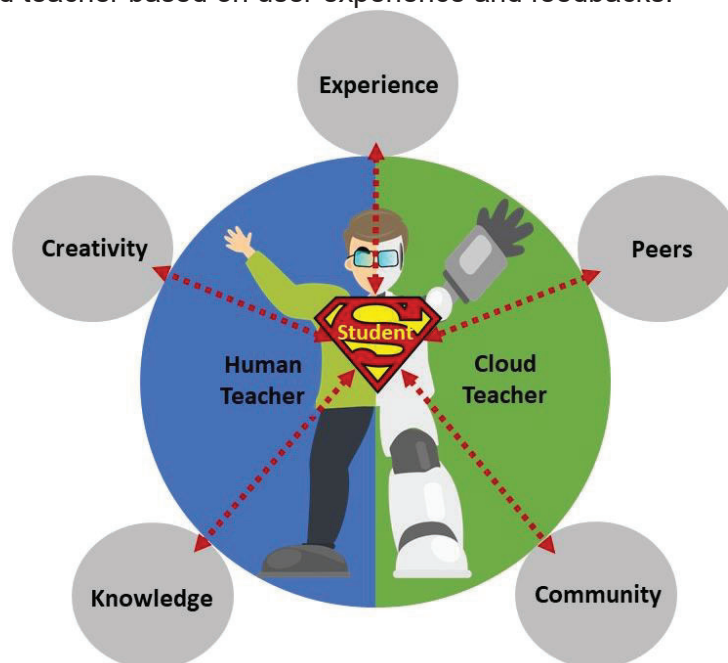 d teacher based on user experience and feedbacks.
Experience
Creativity
Peers
Student
Human
Teacher
Cloud
Teacher
Knowledge
Community